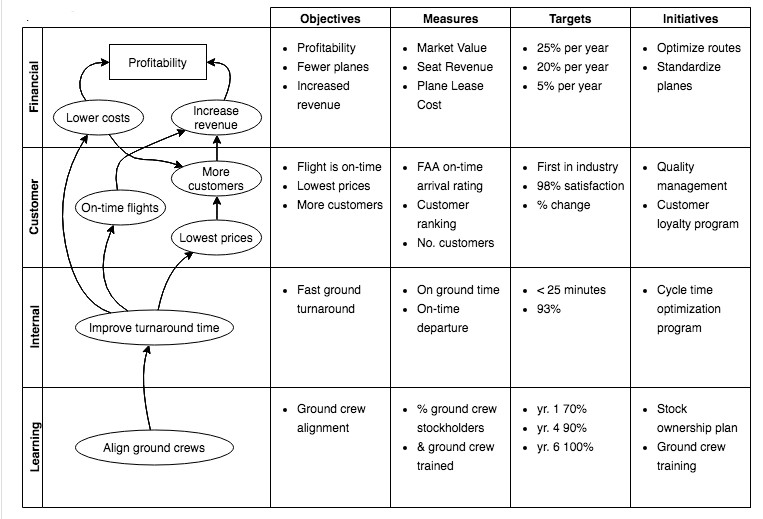 Objectives
Measures
Targets
Initiatives
Financial
Profitability
Lower costs
Increase
revenue
• Profitability
• Fewer planes
• Increased
revenue
• Market Value
• Seat Revenue
• Plane Lease
Cost
• 25% per year
• 20% per year
• 5% per year
• Optimize routes
• Standardize
planes
Customer
More
customers
On-time flights
Lowest prices
• Flight is on-time
• Lowest prices
• More customers
• FAA on-time
arrival rating
• Customer
ranking
• No. customers
• First in industry
• 98% satisfaction
• % change
• Quality
management
• Customer
loyalty program
Internal
Improve turnaround time
• Fast ground
turnaround
• On ground time
• On-time
departure
• < 25 minutes
• 93%
• Cycle time
optimization
program
Learning
Align ground crews
• Ground crew
alignment
• % ground crew
stockholders
• & ground crew
trained
• yr. 1 70%
• yr. 4 90%
• yr. 6 100%
• Stock
ownership plan
• Ground crew
training